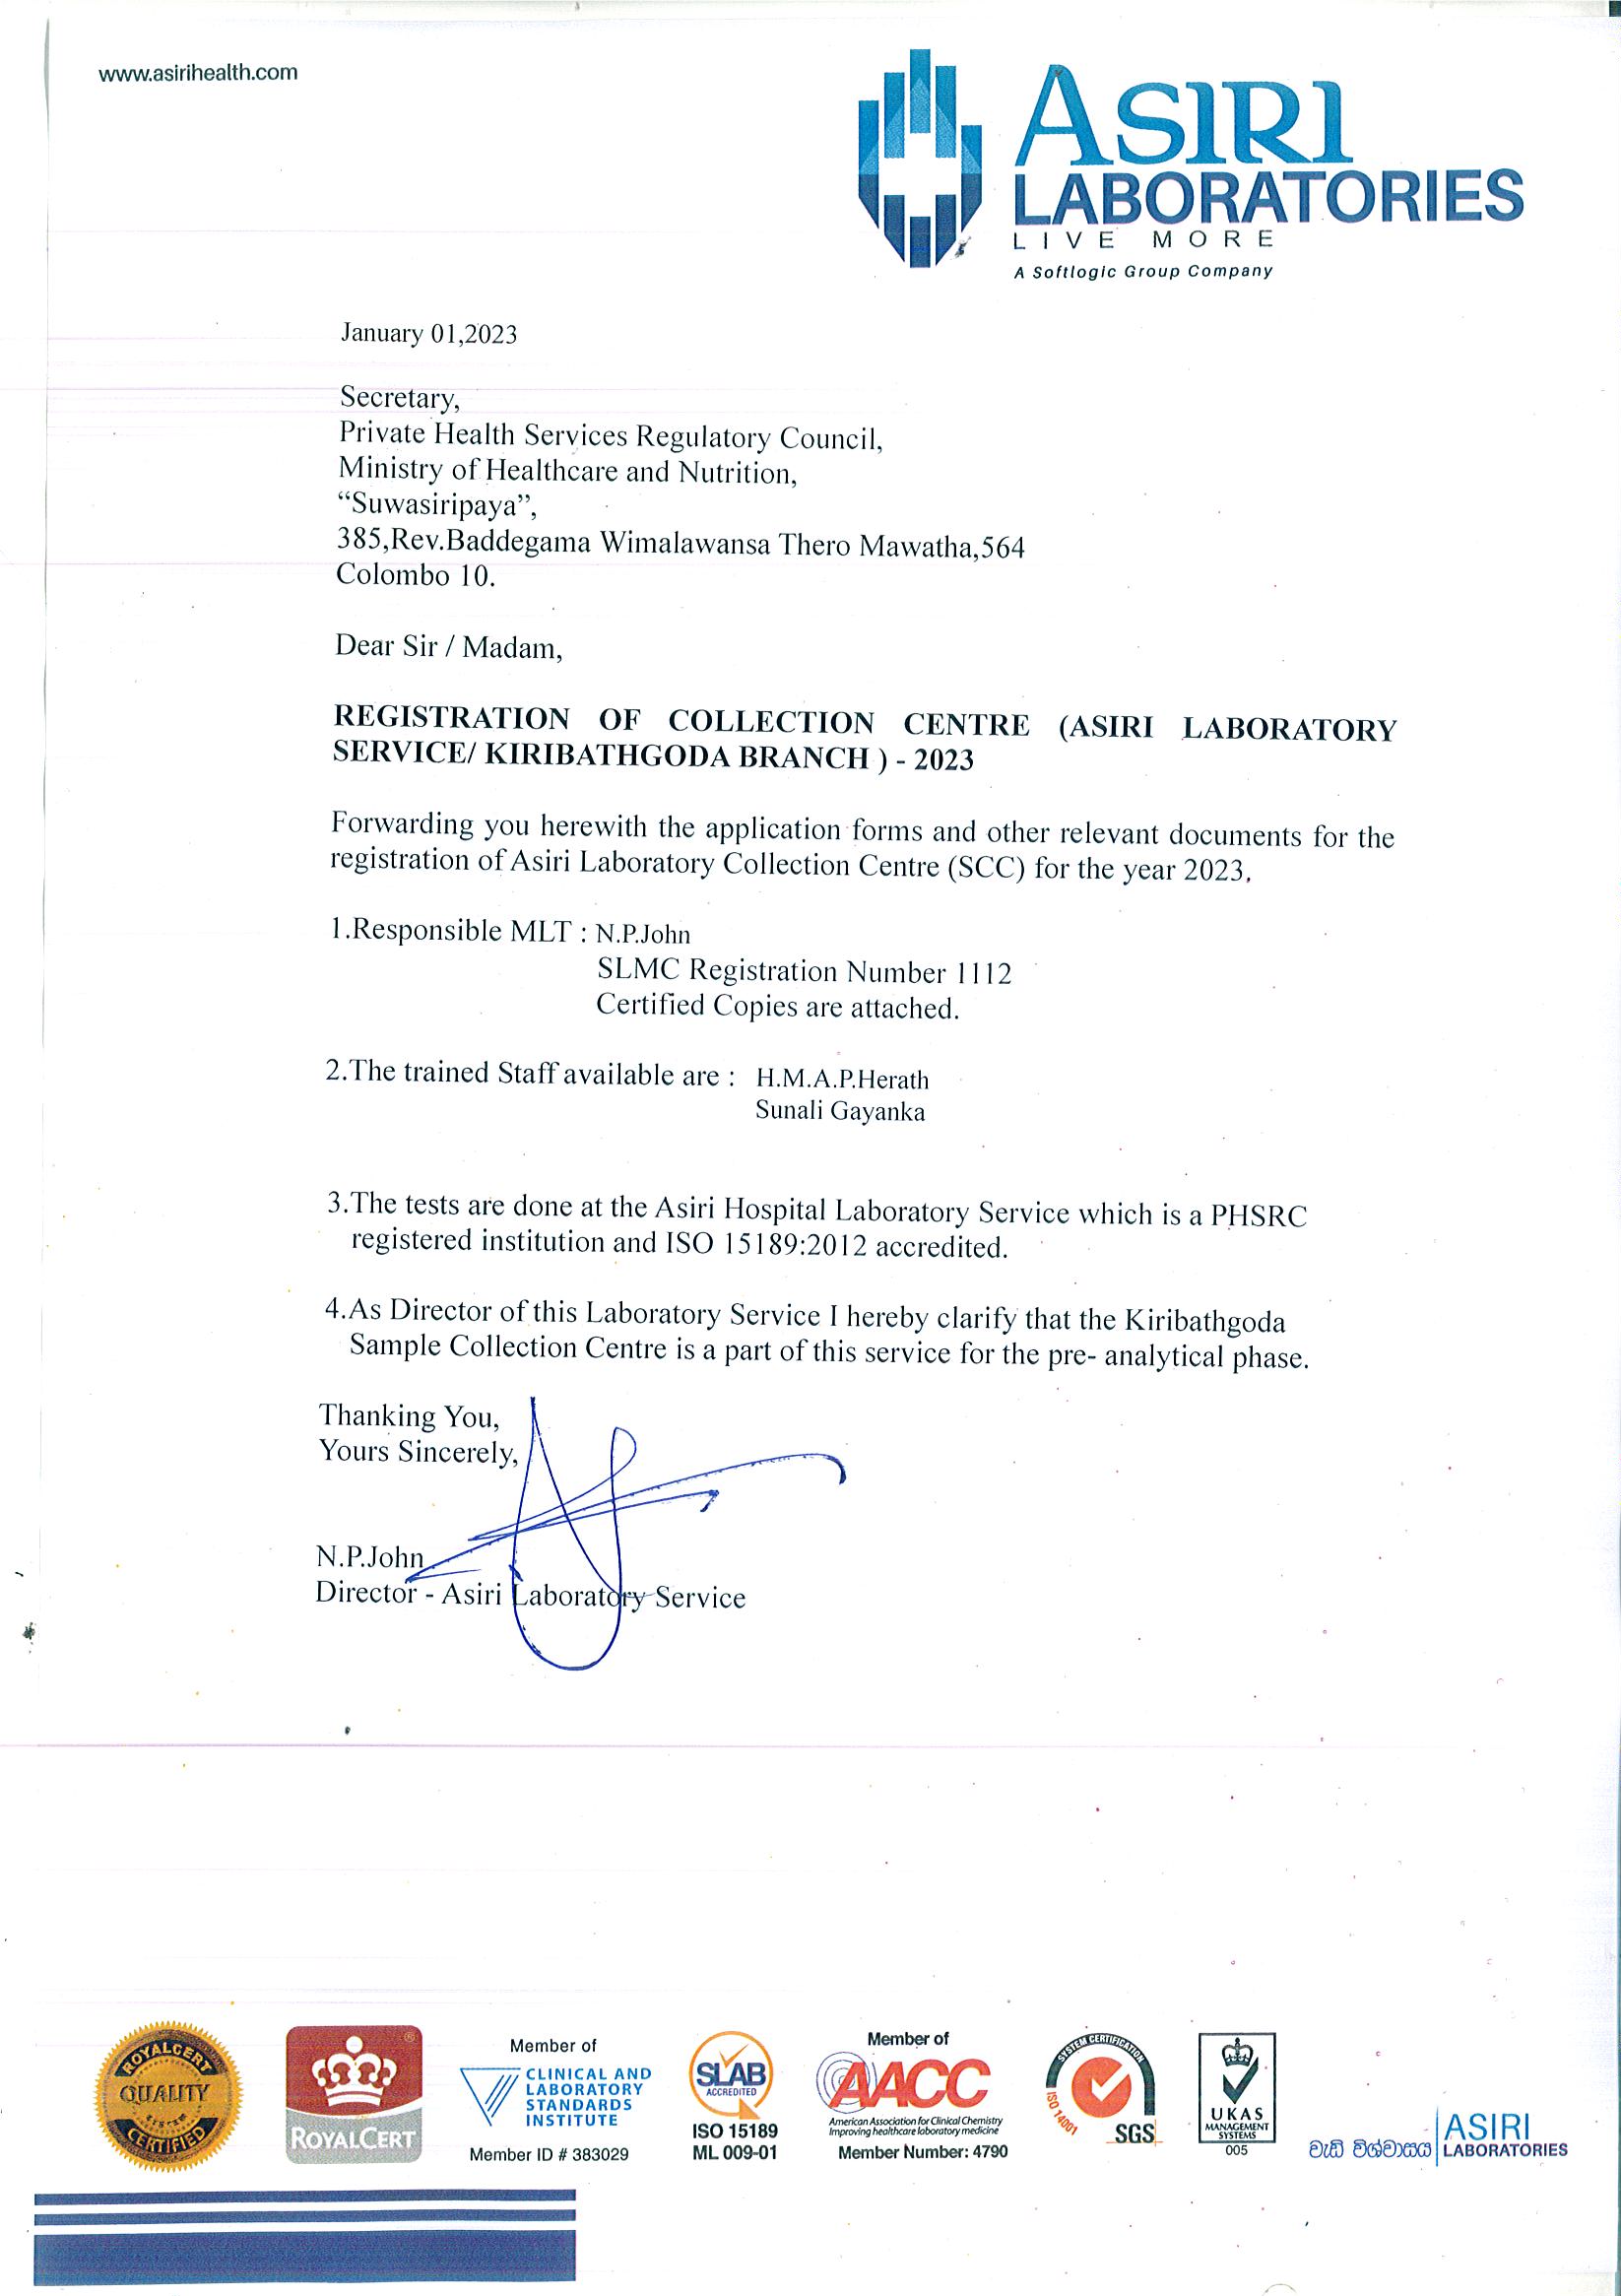 www.asirihealth.com
ASIRI
LABORATORIES
LIVE MORE
A Softlogic Group Company
January 01,2023
Secretary,
Private Health Services Regulatory Council,
Ministry of Healthcare and Nutrition,
“Suwasiripaya”,
385,Rev.Baddegama Wimalawansa Thero Mawatha,564
Colombo 10.
Dear Sir / Madam,
REGISTRATION OF COLLECTION CENTRE (ASIRI LABORATORY
SERVICE/ KIRIBATHGODA BRANCH ) - 2023
Forwarding you herewith the application forms and other relevant documents for the
registration of Asiri Laboratory Collection Centre (SCC) for the year 2023.
1.Responsible MLT : N.P.John
SLMC Registration Number 1112
Certified Copies are attached.
2.The trained Staff available are : H.M.A.P.Herath
Sunali Gayanka
3.The tests are done at the Asiri Hospital Laboratory Service which is a PHSRC
registered institution and ISO 15189:2012 accredited.
4.As Director of this Laboratory Service I hereby clarify that the Kiribathgoda
Sample Collection Centre is a part of this service for the pre- analytical phase.
Thanking You,
Yours Sincerely,
N.P.John
Director - Asiri Laboratory Service
ROYALCERT
QUALITY
SYSTEM
CERTIFIED
ROYALCERT
Member of
CLINICAL AND
LABORATORY
STANDARDS
INSTITUTE
Member ID # 383029
SLAB
ACCREDITED
ISO 15189
ML 009-01
Member of
AACC
American Association for Clinical Chemistry
Improving healthcare laboratory medicine
Member Number: 4790
SYSTEM CERTIFICATION
ISO 14001
SGS
UKAS
MANAGEMENT
SYSTEMS
005
වැඩි විශ්වාසය
ASIRI
LABORATORIES